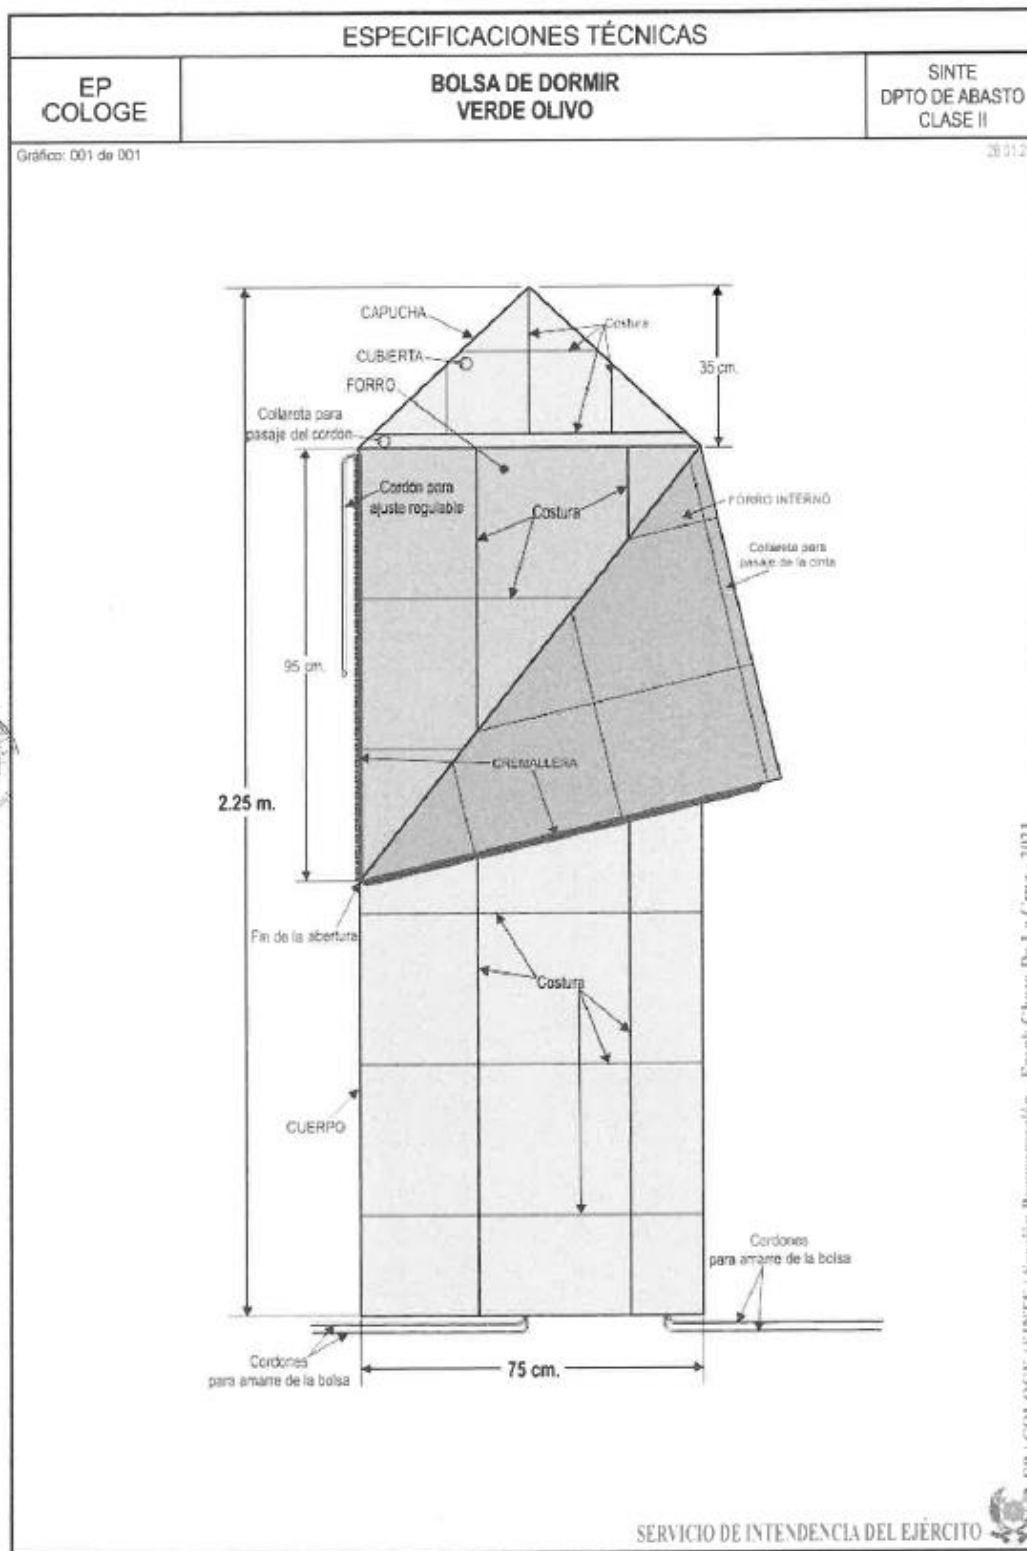 ESPECIFICACIONES TÉCNICAS
EP
COLOGE
BOLSA DE DORMIR
VERDE OLIVO
SINTE
DPTO DE ABASTO
CLASE II
Gráfico: 001 de 001
CAPUCHA
Costura
CUBIERTA
35 cm.
FORRO
Collareta para
pasaje del cordón
Cordón para
ajuste regulable
FORRO INTERNO
Costura
Collareta para
pasaje de la cinta
95 cm.
CREMALLERA
2.25 m.
Fin de la abertura
Costura
CUERPO
Cordones
para amarre de la bolsa
Cordones
para amarre de la bolsa
75 cm.
SERVICIO DE INTENDENCIA DEL EJÉRCITO